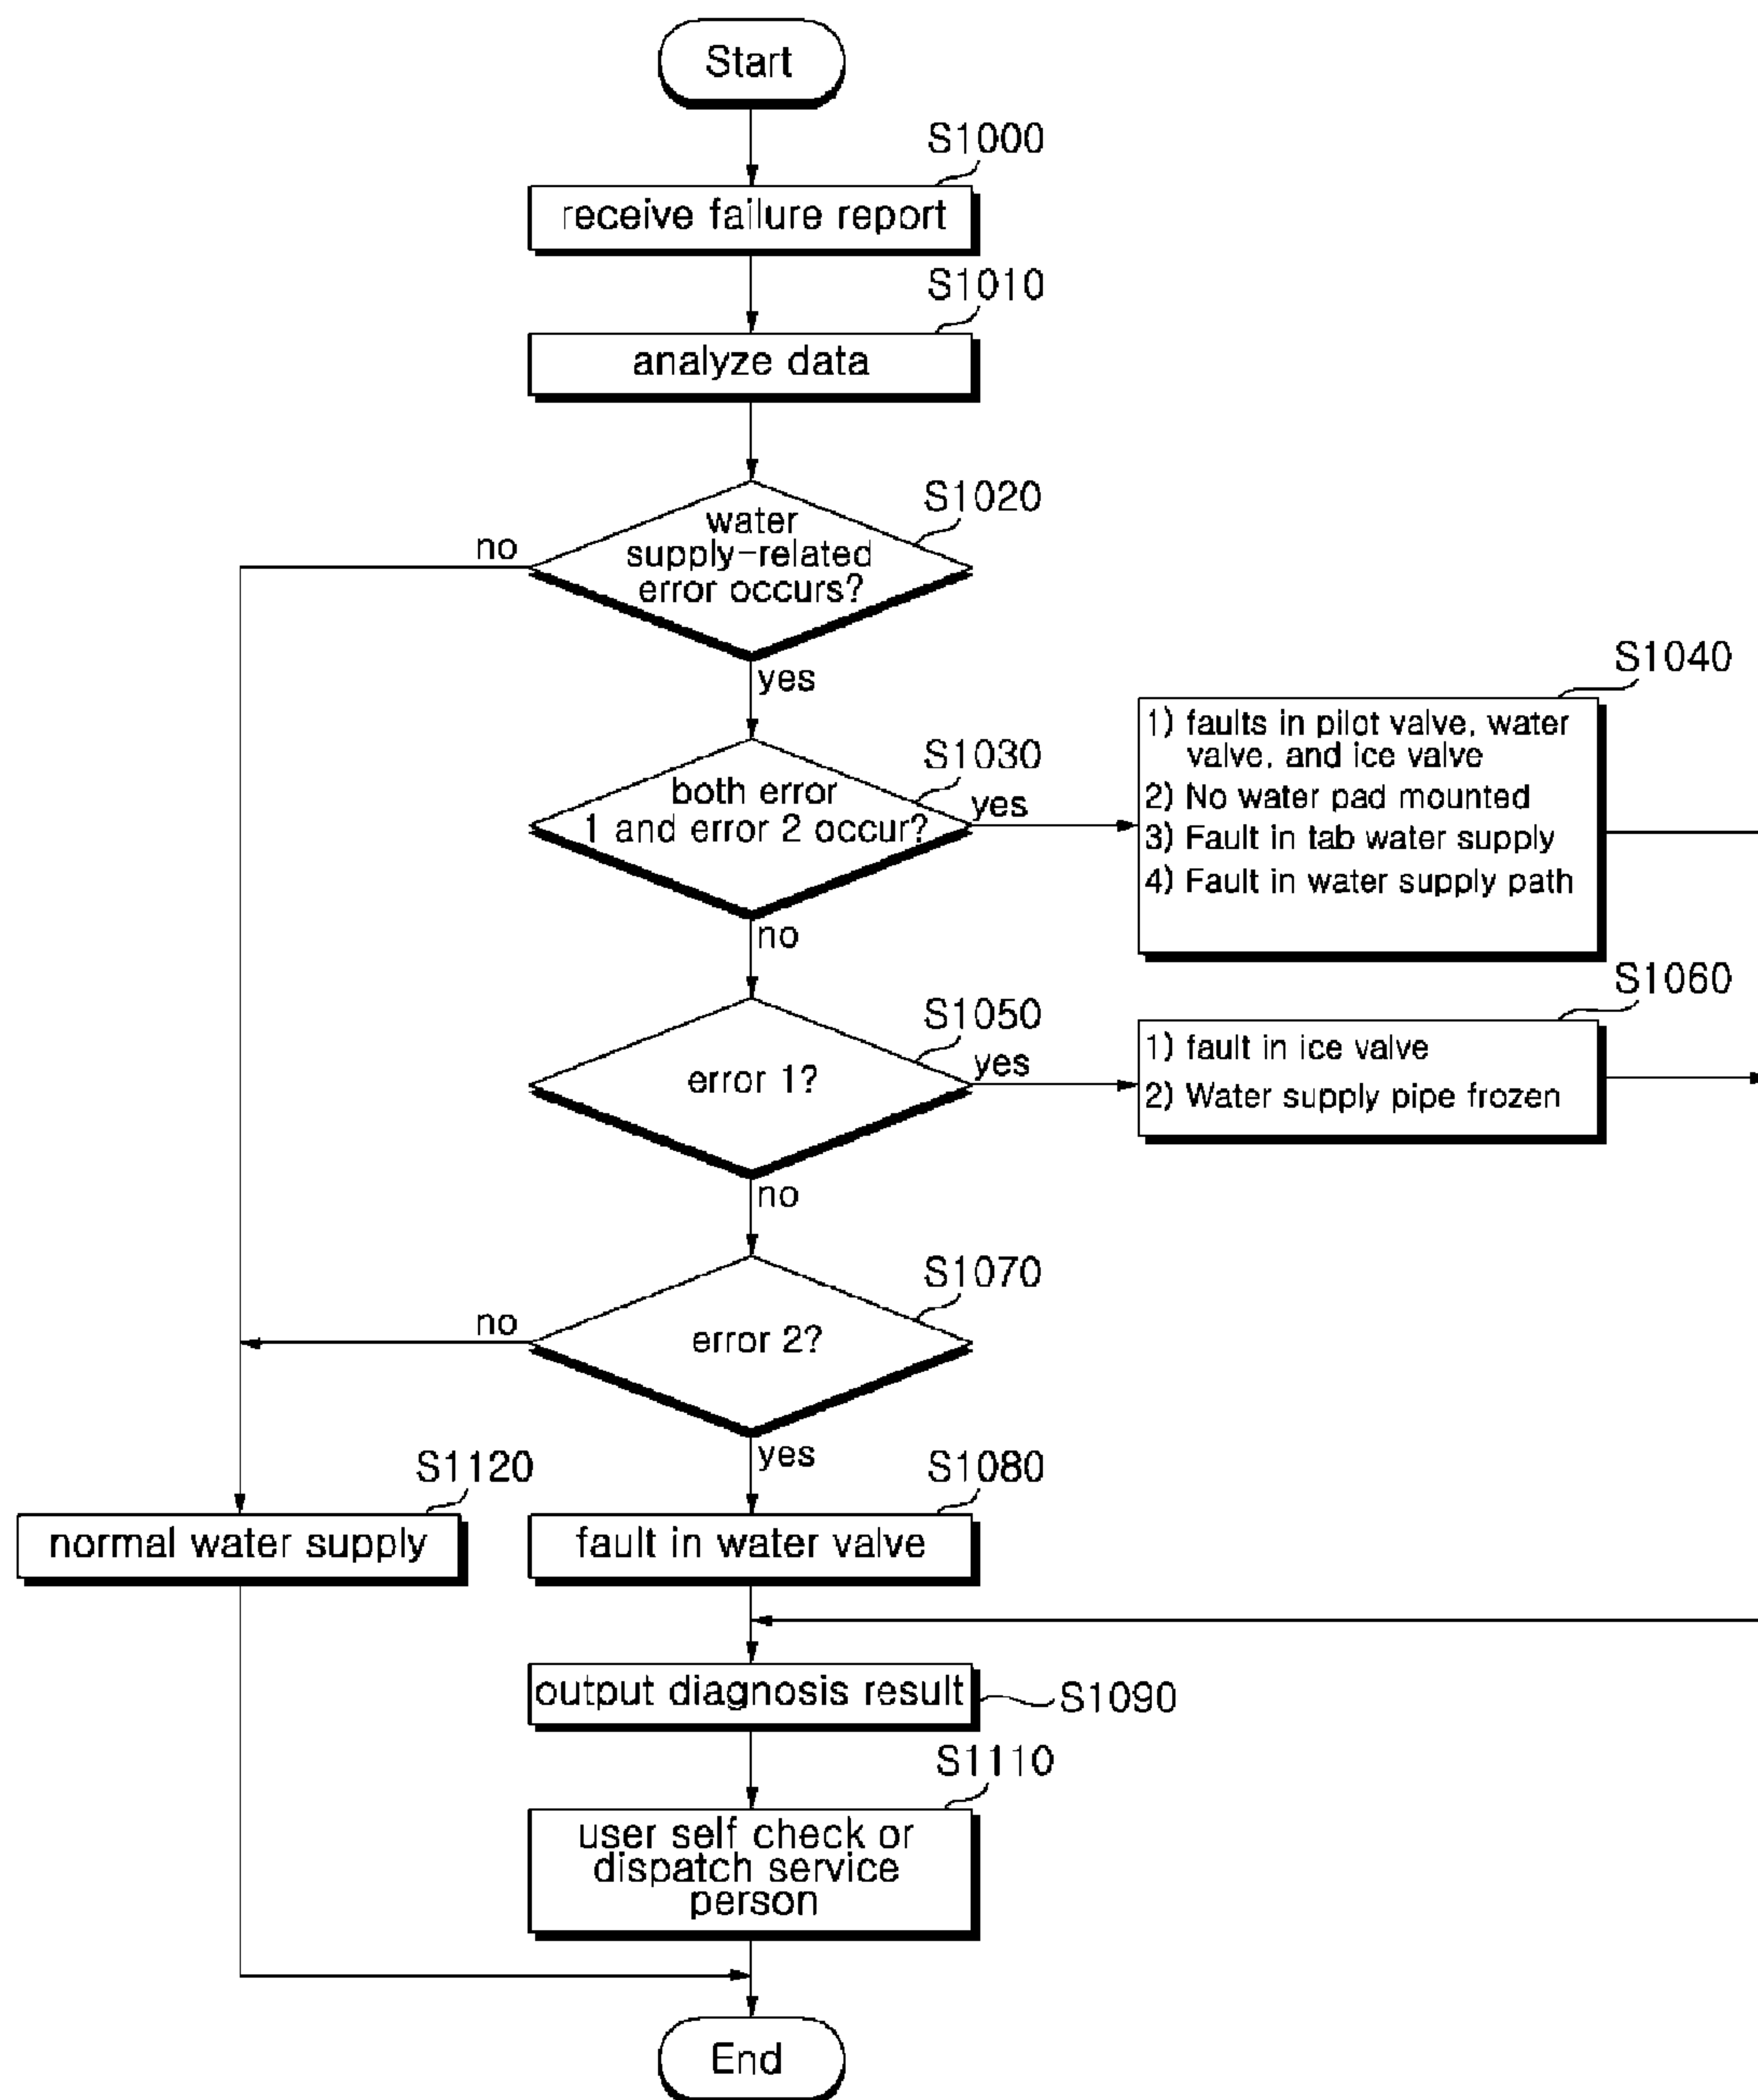 Start
S1000
receive failure report
S1010
analyze data
S1020
water
supply-related
error occurs?
no
yes
S1030
both error
1 and error 2 occur?
yes
no
S1040
1) faults in pilot valve, water
valve, and ice valve
2) No water pad mounted
3) Fault in tab water supply
4) Fault in water supply path
S1050
error 1?
yes
no
S1060
1) fault in ice valve
2) Water supply pipe frozen
S1070
error 2?
no
yes
S1120
normal water supply
S1080
fault in water valve
output diagnosis result
S1090
S1110
user self check or
dispatch service
person
End